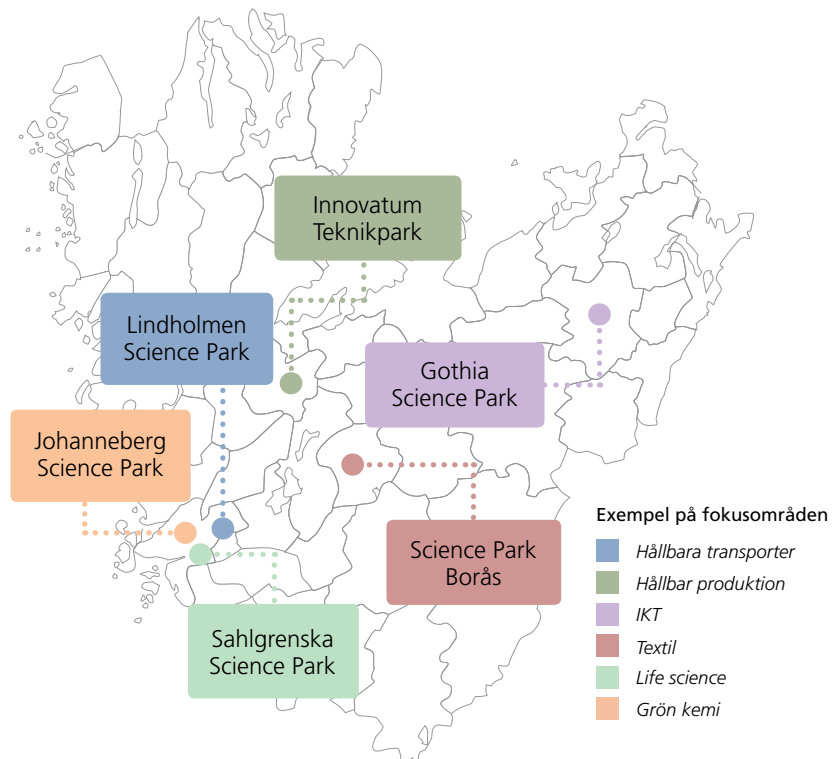 Innovatum
Teknikpark
Lindholmen
Science Park
Gothia
Science Park
Johanneberg
Science Park
Science Park
Borås
Sahlgrenska
Science Park
Exempel på fokusområden
Hållbara transporter
Hållbar produktion
IKT
Textil
Life science
Grön kemi